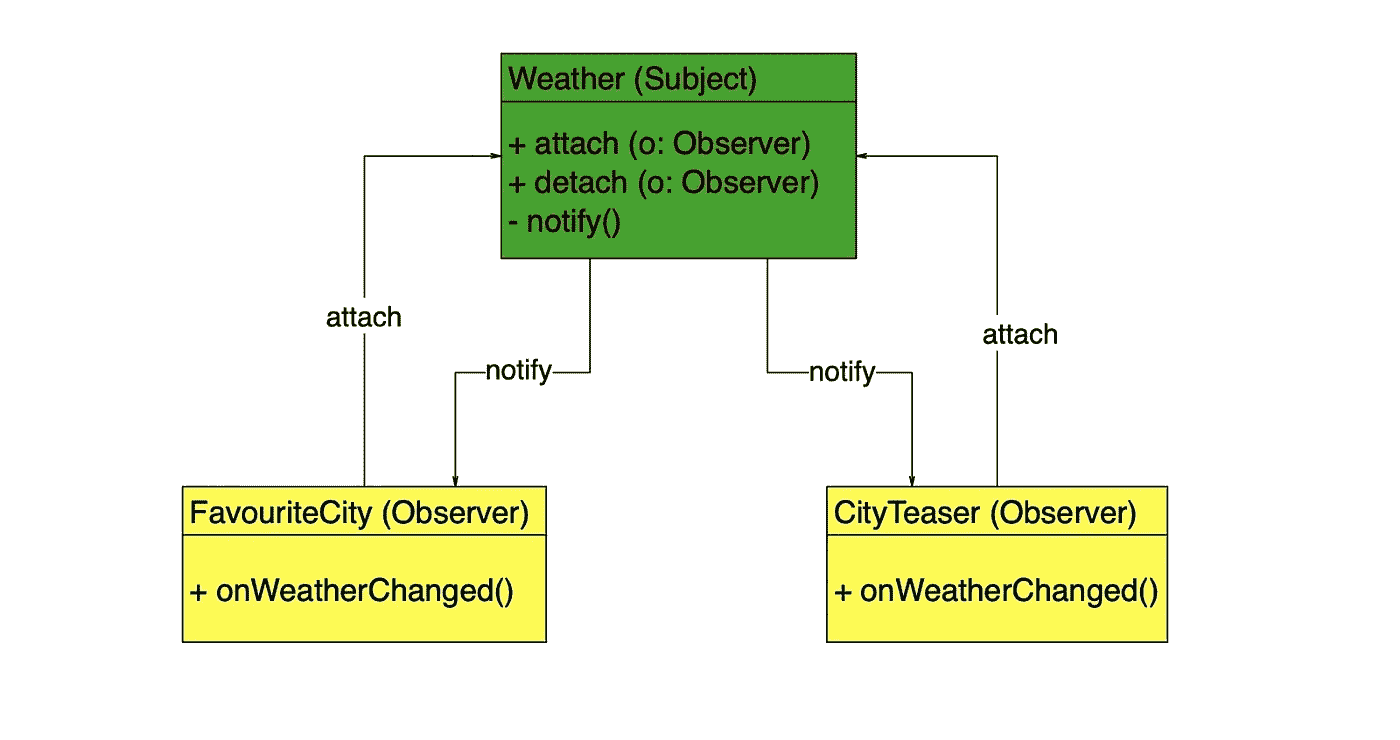 Weather (Subject)
+ attach (o: Observer)
+ detach (o: Observer)
- notify()
attach
attach
notify
notify
FavouriteCity (Observer)
+ onWeatherChanged()
CityTeaser (Observer)
+ onWeatherChanged()